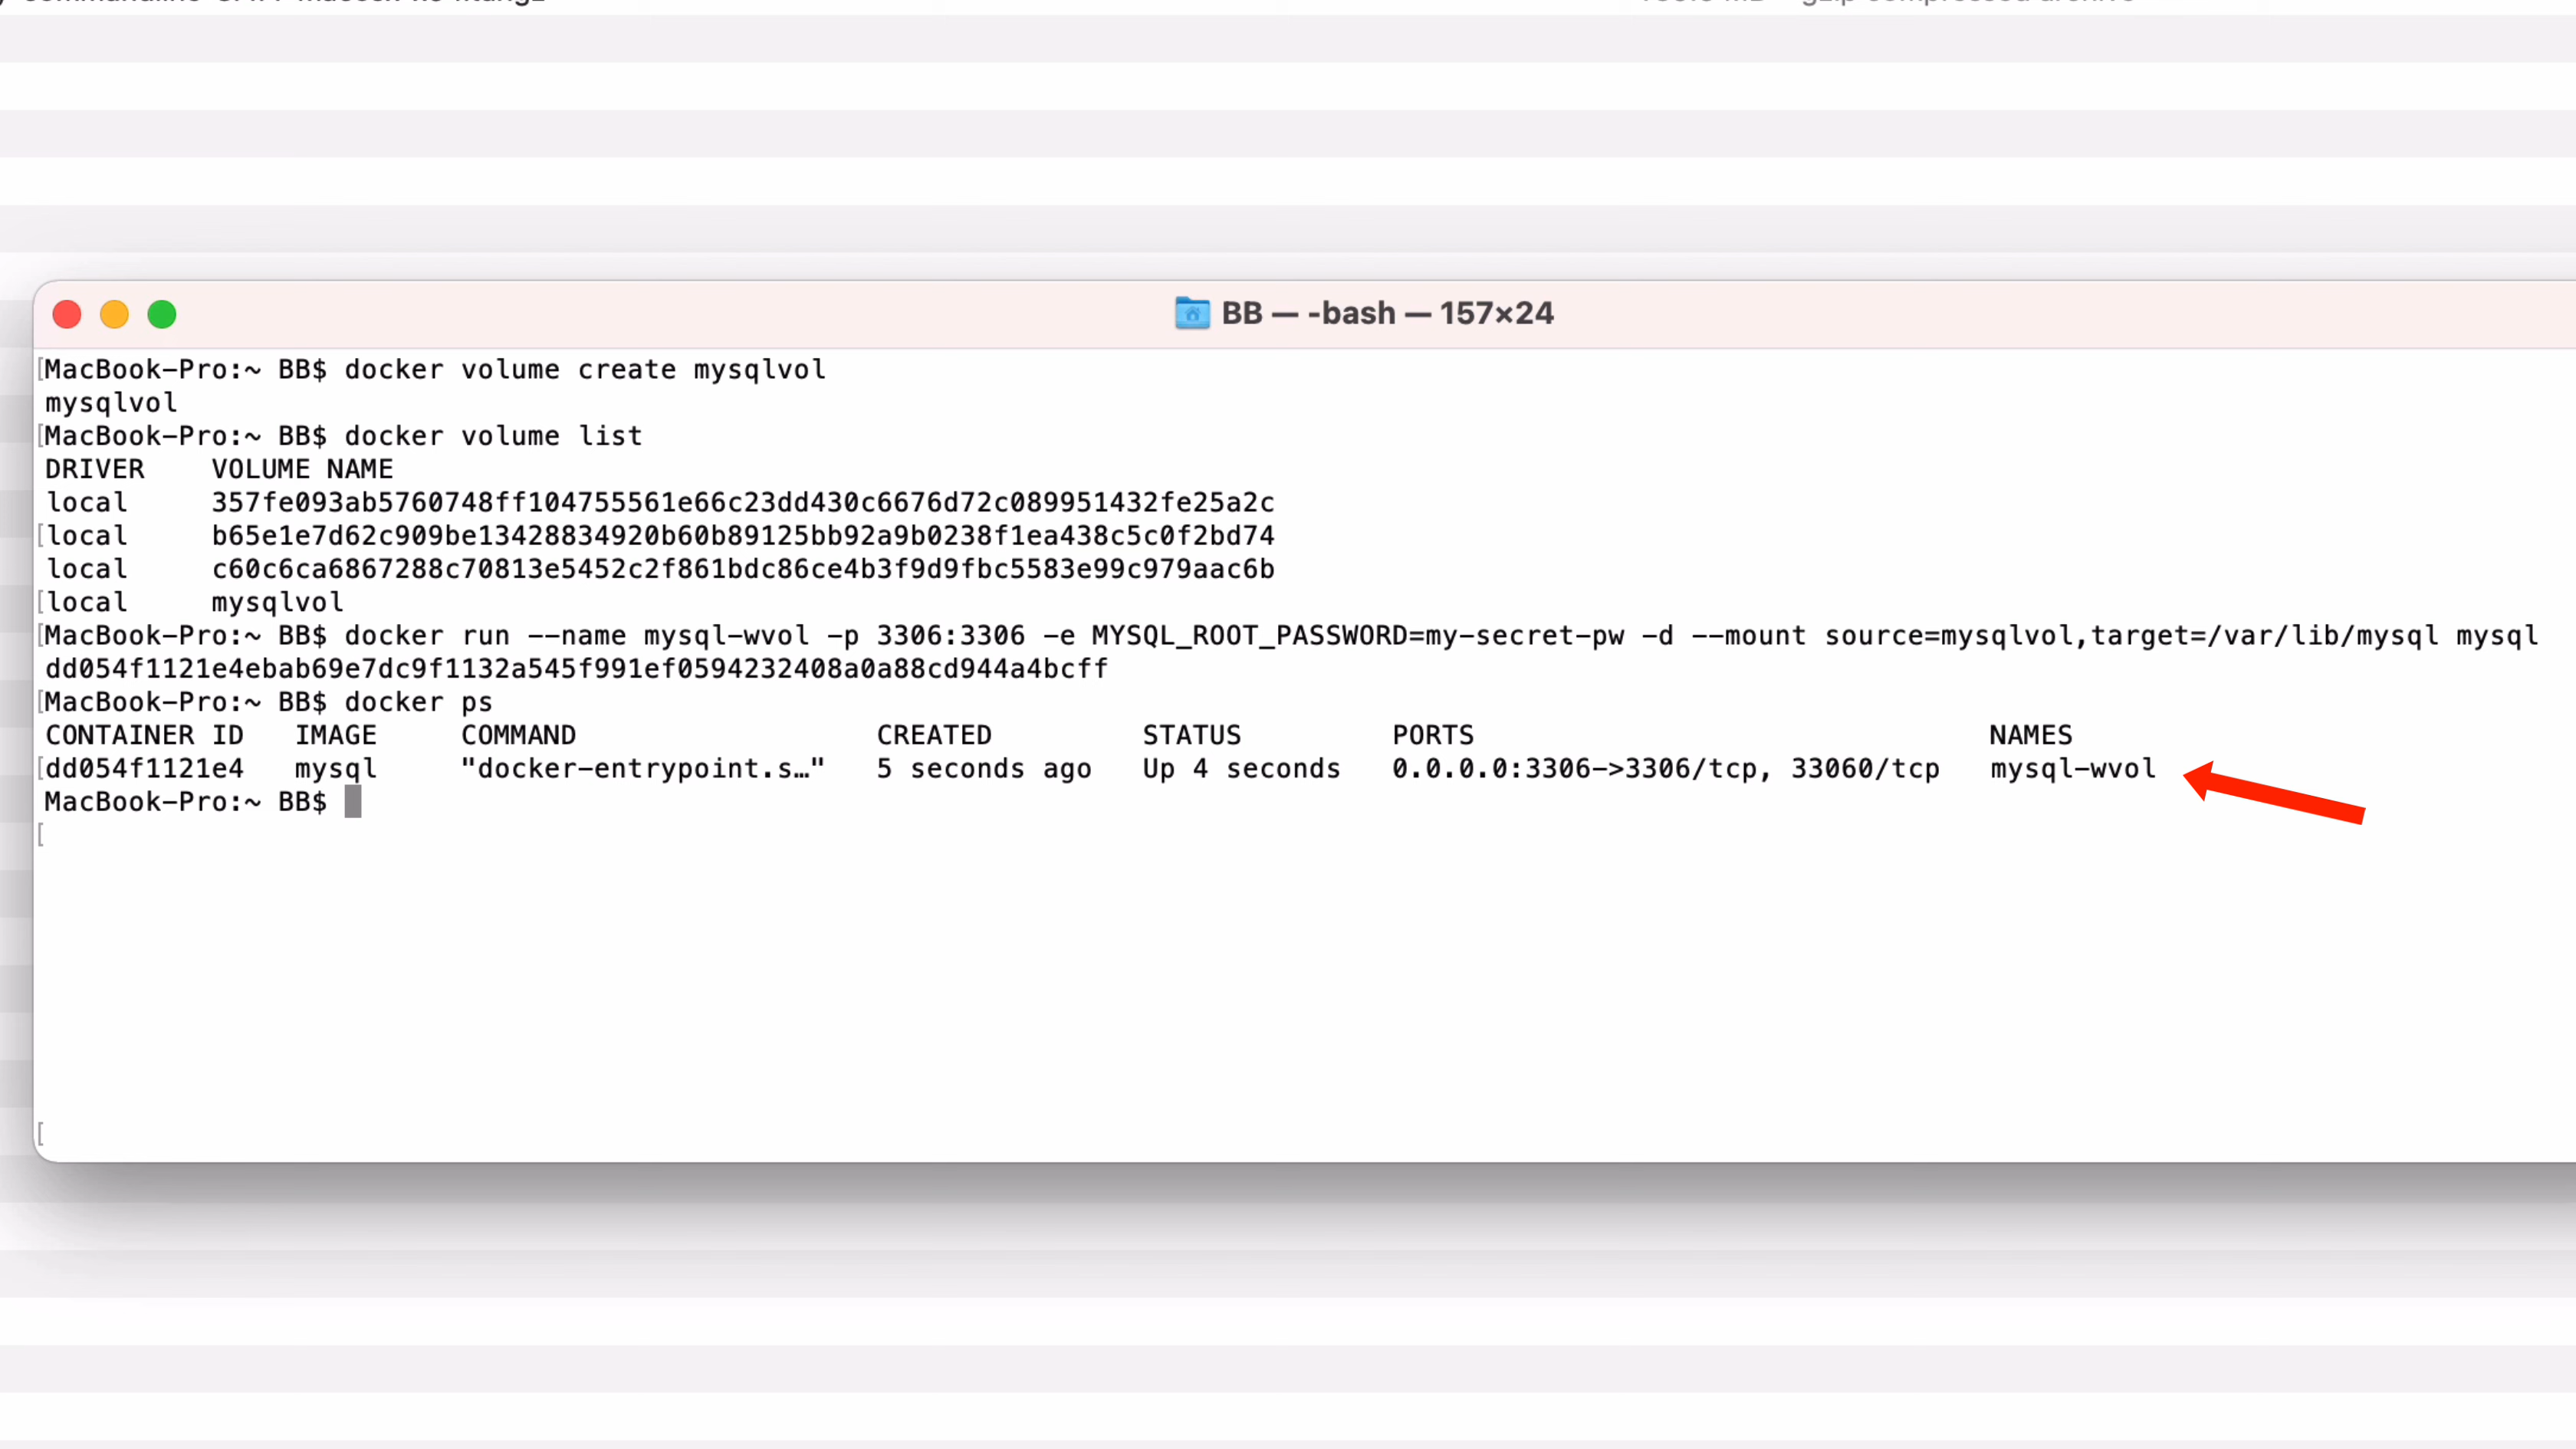 BB — -bash — 157×24
MacBook-Pro:~ BB$ docker volume create mysqlvol
mysqlvol
MacBook-Pro:~ BB$ docker volume list
DRIVER    VOLUME NAME
local     357fe093ab5760748ff104755561e66c23dd430c6676d72c089951432fe25a2c
local     b65e1e7d62c909be13428834920b60b89125bb92a9b0238f1ea438c5c0f2bd74
local     c60c6ca6867288c70813e5452c2f861bdc86ce4b3f9d9fbc5583e99c979aac6b
local     mysqlvol
MacBook-Pro:~ BB$ docker run --name mysql-wvol -p 3306:3306 -e MYSQL_ROOT_PASSWORD=my-secret-pw -d --mount source=mysqlvol,target=/var/lib/mysql mysql
dd054f1121e4ebab69e7dc9f1132a545f991ef0594232408a0a88cd944a4bcff
MacBook-Pro:~ BB$ docker ps
CONTAINER ID   IMAGE     COMMAND                  CREATED         STATUS         PORTS                               NAMES
dd054f1121e4   mysql     "docker-entrypoint.s…"   5 seconds ago   Up 4 seconds   0.0.0.0:3306->3306/tcp, 33060/tcp   mysql-wvol
MacBook-Pro:~ BB$